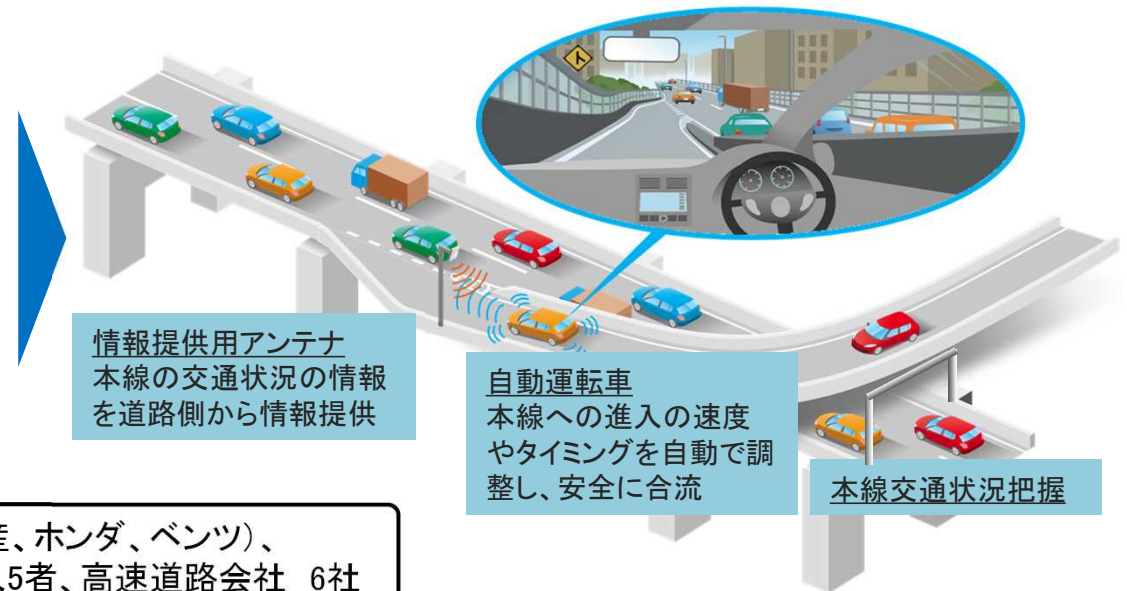 情報提供用アンテナ
本線の交通状況の情報
を道路側から情報提供
自動運転車
本線への進入の速度
やタイミングを自動で調
整し、安全に合流
本線交通状況把握
、ホンダ、ベンツ）、
5者、高速道路会社 6社